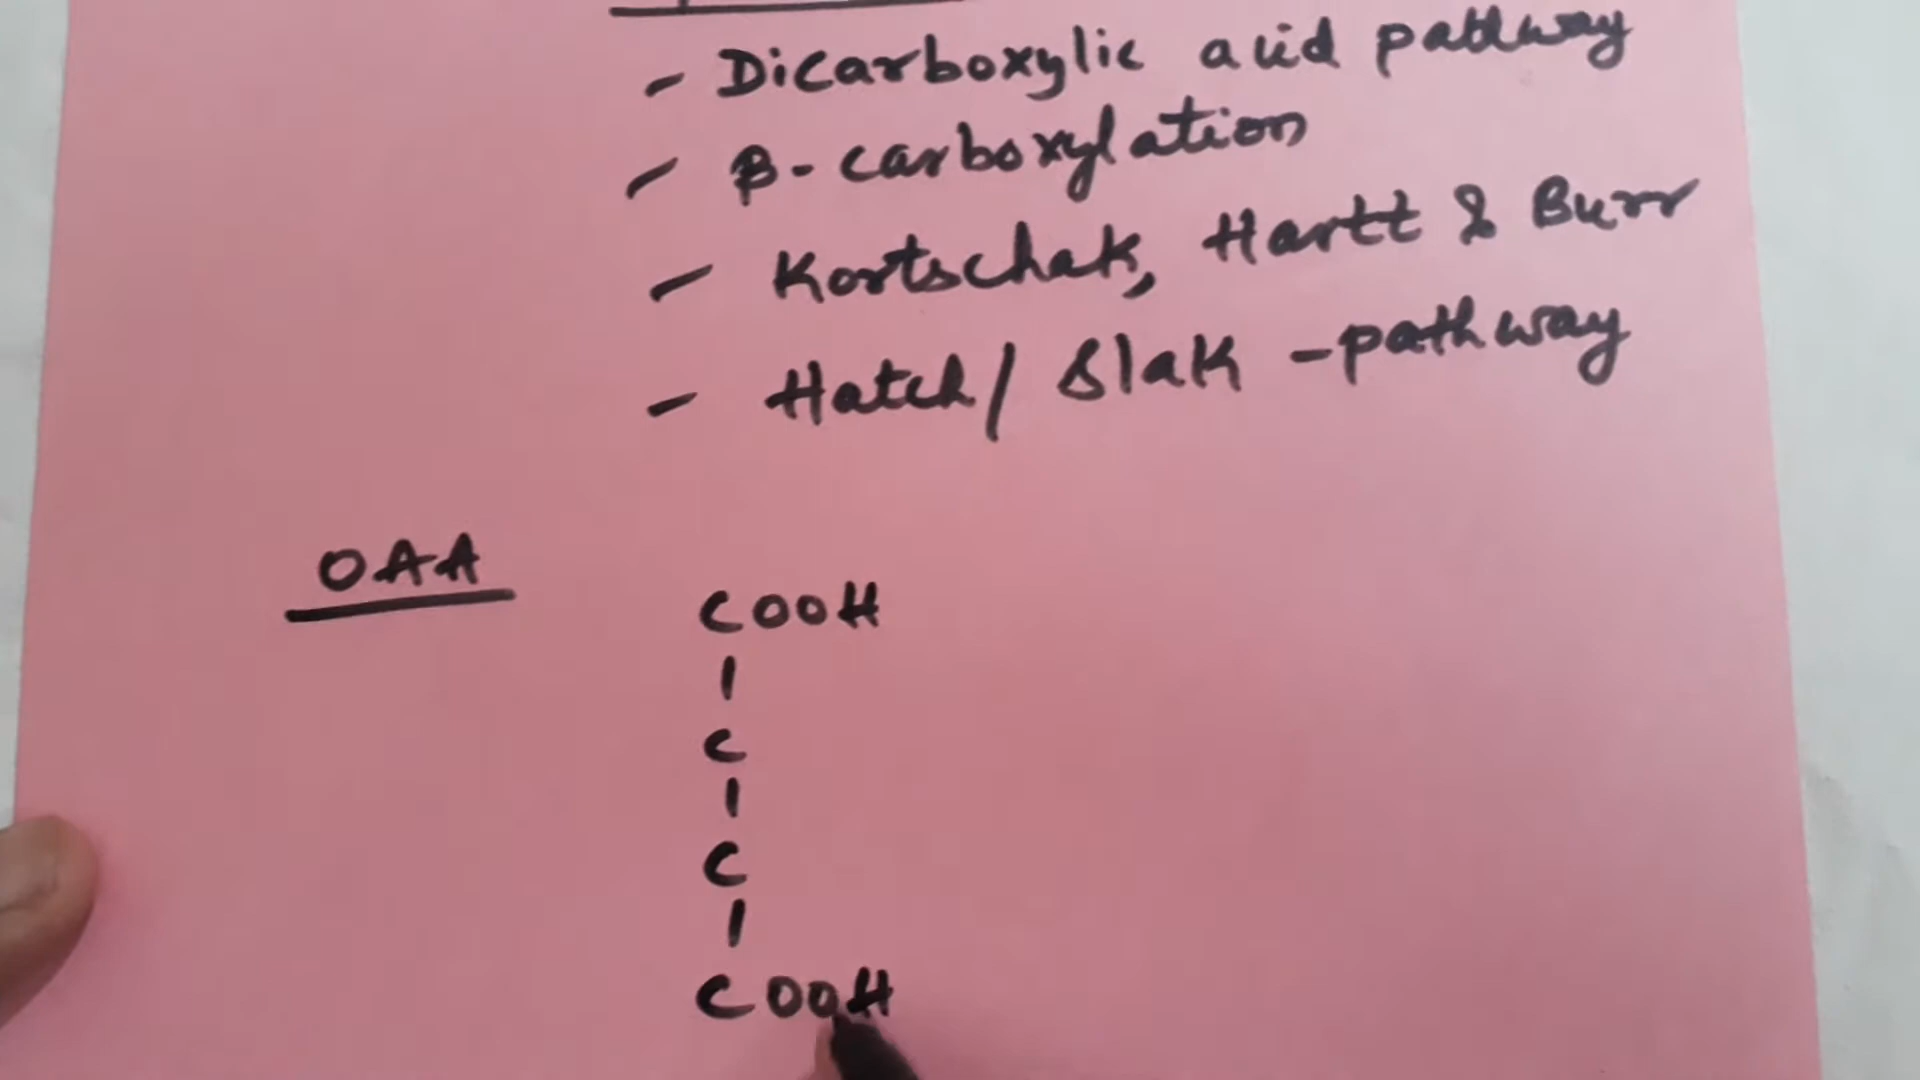 - Dicarboxylic acid pathway
- β-carboxylation
- Kortschak, Hartt & Burr
- Hatch/ Slak -pathway
OAA
COOH
|
C
|
C
|
COOH